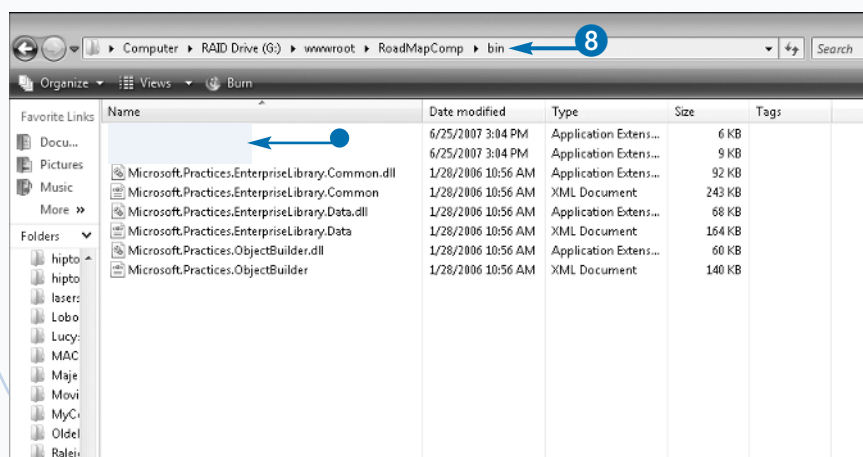 Computer ▸ RAID Drive (G:) ▸ wwwroot ▸ RoadMapComp ▸ bin 8 Search
Organize Views Burn
Favorite Links
Docu...
Pictures
Music
More »
Folders
hipto
hipto
lasers
Lobo
Lucy:
MAC
Maje
Movi
Oldel
Name Date modified Type Size Tags
6/25/2007 3:04 PM Application Extens... 6 KB
6/25/2007 3:04 PM Application Extens... 9 KB
Microsoft.Practices.EnterpriseLibrary.Common.dll 1/28/2006 10:56 AM Application Extens... 92 KB
Microsoft.Practices.EnterpriseLibrary.Common 1/28/2006 10:56 AM XML Document 243 KB
Microsoft.Practices.EnterpriseLibrary.Data.dll 1/28/2006 10:56 AM Application Extens... 68 KB
Microsoft.Practices.EnterpriseLibrary.Data 1/28/2006 10:56 AM XML Document 164 KB
Microsoft.Practices.ObjectBuilder.dll 1/28/2006 10:56 AM Application Extens... 60 KB
Microsoft.Practices.ObjectBuilder 1/28/2006 10:56 AM XML Document 140 KB